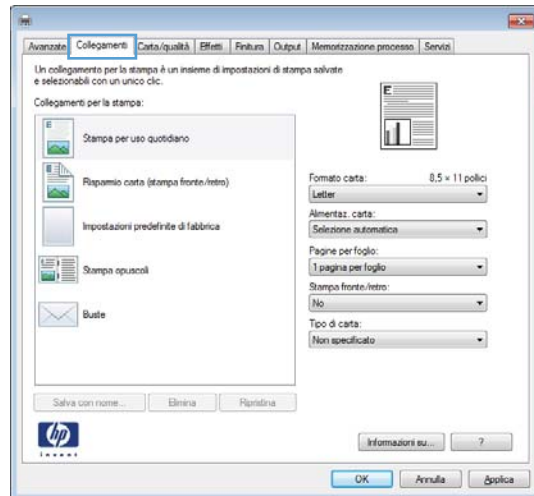 Avanzate Collegamenti Carta/qualità Effetti Finitura Output Memorizzazione processo Servizi
Un collegamento per la stampa è un insieme di impostazioni di stampa salvate
e selezionabili con un unico clic.
Collegamenti per la stampa:
E
Stampa per uso quotidiano
E
Risparmio carta (stampa fronte/retro)
Impostazioni predefinite di fabbrica
Stampa opuscoli
Buste
Salva con nome... Elimina Ripristina
E
Formato carta: 8,5 × 11 pollici
Letter
Alimentaz. carta:
Selezione automatica
Pagine per foglio:
1 pagina per foglio
Stampa fronte/retro:
No
Tipo di carta:
Non specificato
hp
invent
Informazioni su... ?
OK Annulla Applica